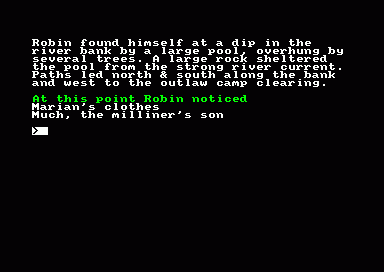 Robin found himself at a dip in the
river bank by a large pool, overhung by
several trees. A large rock sheltered
the pool from the strong river current.
Paths led north & south along the bank
and west to the outlaw camp clearing.
At this point Robin noticed
Marian's clothes
Much, the milliner's son
>